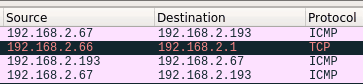 Source Destination Protocol
192.168.2.67 192.168.2.193 ICMP
192.168.2.66 192.168.2.1 TCP
192.168.2.193 192.168.2.67 ICMP
192.168.2.67 192.168.2.193 ICMP